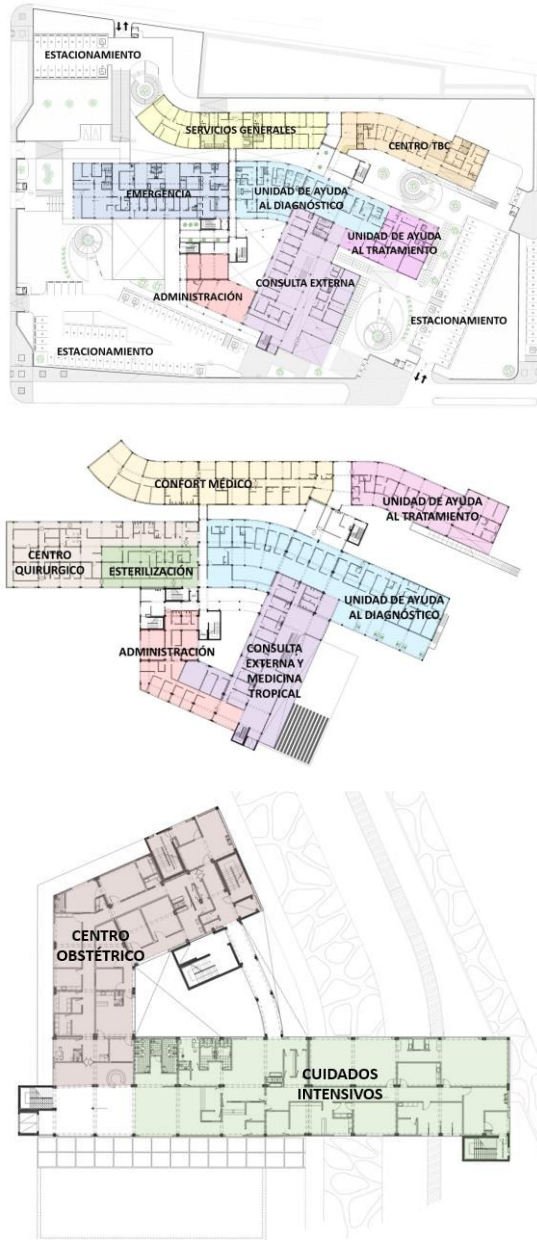 ESTACIONAMIENTO
SERVICIOS GENERALES
CENTRO TBC
EMERGENCIA
UNIDAD DE AYUDA
AL DIAGNÓSTICO
UNIDAD DE AYUDA
AL TRATAMIENTO
CONSULTA EXTERNA
ADMINISTRACIÓN
ESTACIONAMIENTO
ESTACIONAMIENTO
CONFORT MÉDICO
UNIDAD DE AYUDA
AL TRATAMIENTO
CENTRO
QUIRURGICO
ESTERILIZACIÓN
UNIDAD DE AYUDA
AL DIAGNÓSTICO
ADMINISTRACIÓN
CONSULTA
EXTERNA Y
MEDICINA
TROPICAL
CENTRO
OBSTÉTRICO
CUIDADOS
INTENSIVOS